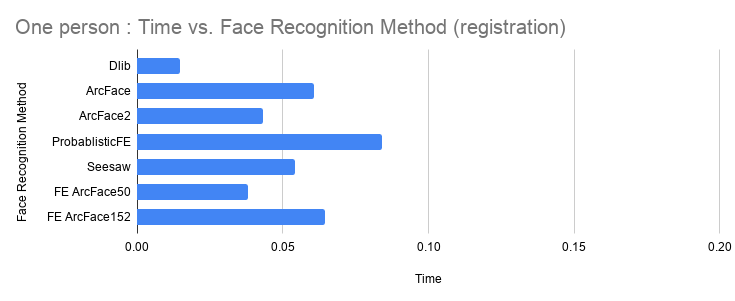 One person : Time vs. Face Recognition Method (registration)
Face Recognition Method
Dlib
ArcFace
ArcFace2
ProbablisticFE
Seesaw
FE ArcFace50
FE ArcFace152
0.00 0.05 0.10 0.15 0.20
Time